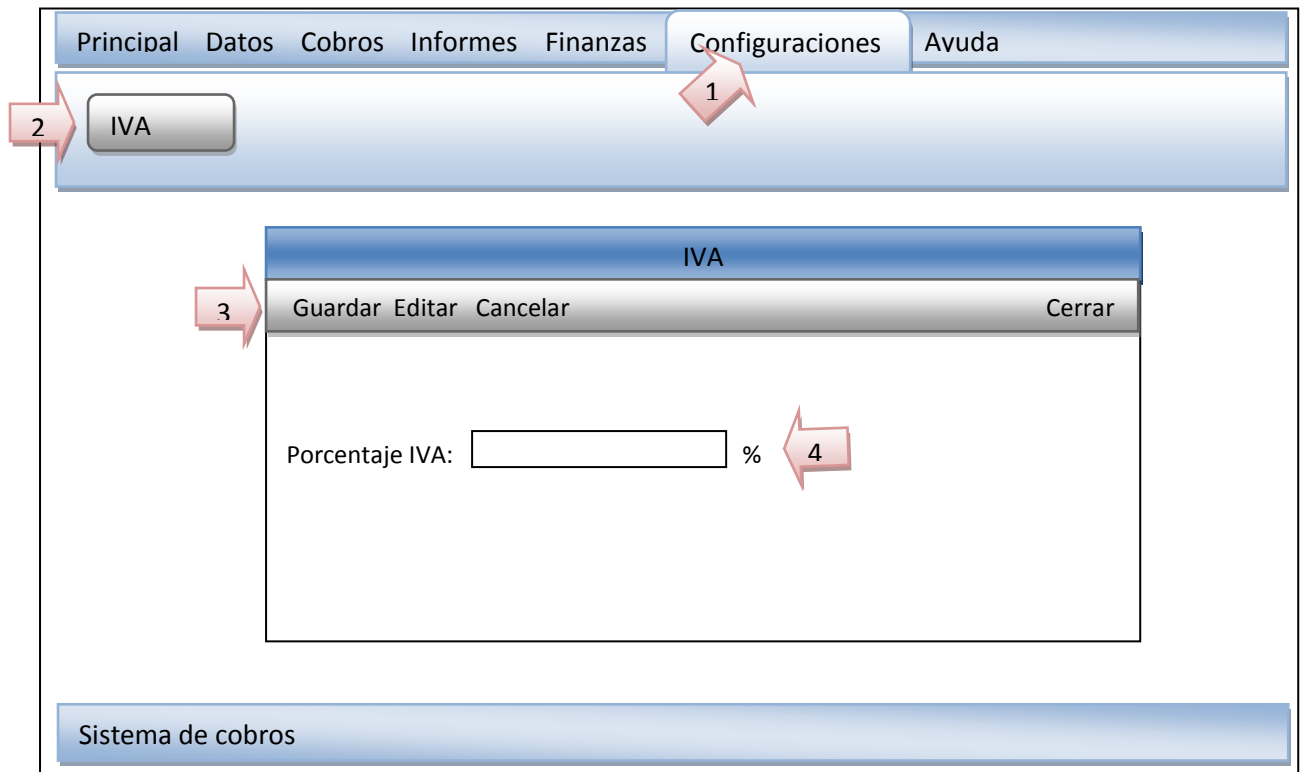 Principal Datos Cobros Informes Finanzas Configuraciones Ayuda
1
2 IVA
IVA
3 Guardar Editar Cancelar Cerrar
Porcentaje IVA: % 4
Sistema de cobros